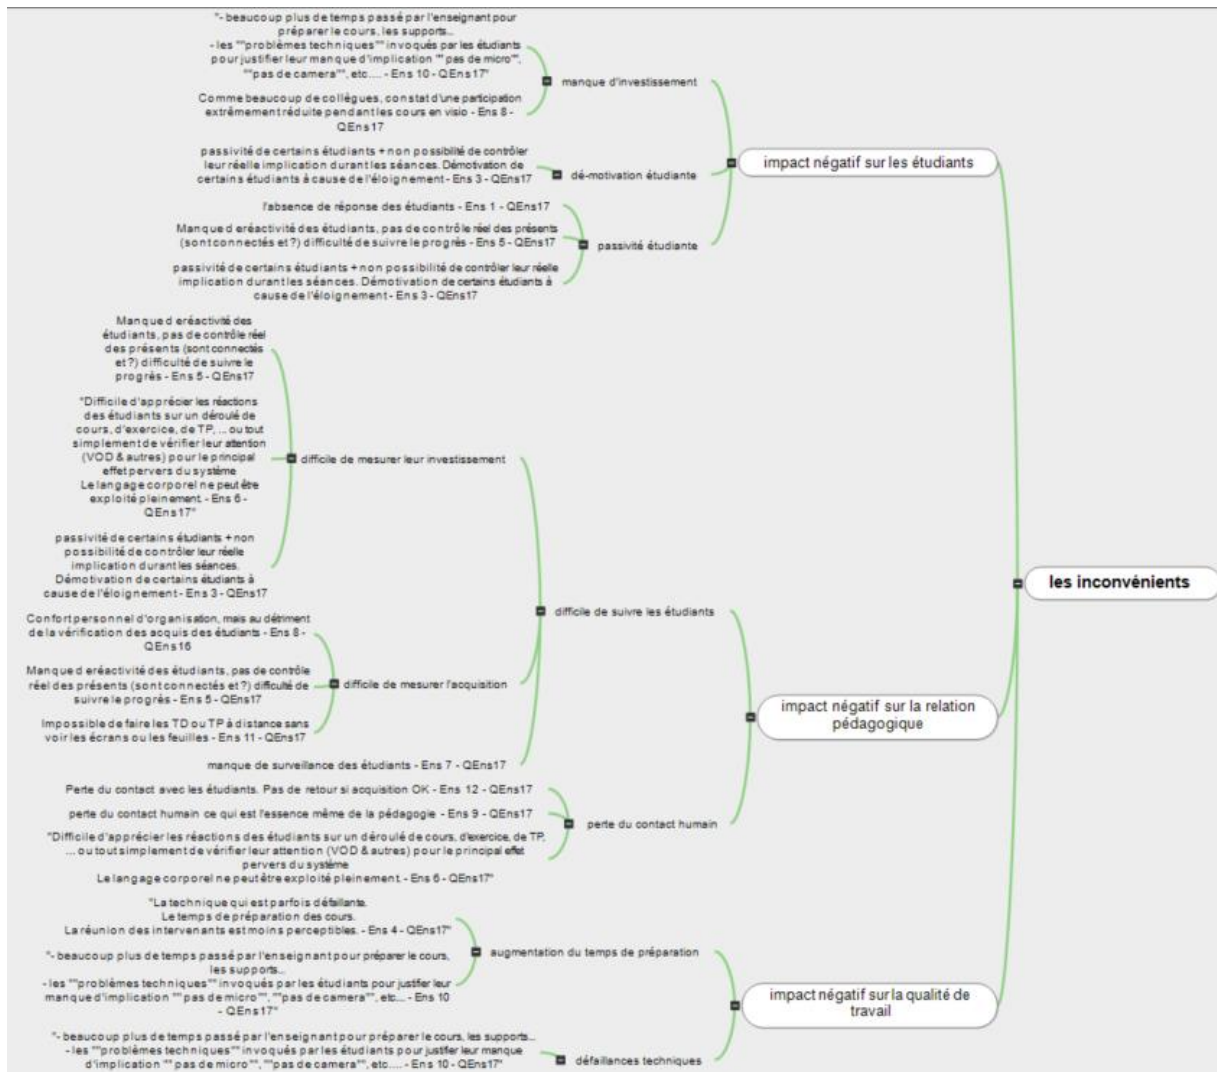 "- beaucoup plus de temps passé par l'enseignant pour
préparer le cours, les supports...
- les ""problèmes techniques"" invoqués par les étudiants
pour justifier leur manque d'implication "" pas de micro"",
""pas de camera"", etc.... - Ens 10 - QEns17"
manque d'investissement
Comme beaucoup de collègues, constat d'une participation
extrêmement réduite pendant les cours en visio - Ens 8 -
QEns17
impact négatif sur les étudiants
passivité de certains étudiants + non possibilité de contrôler
leur réelle implication durant les séances. Démotivation de
certains étudiants à cause de l'éloignement - Ens 3 - QEns17
dé-motivation étudiante
l'absence de réponse des étudiants - Ens 1 - QEns17
Manque d eréactivité des étudiants, pas de contrôle réel des présents
(sont connectés et ?) difficulté de suivre le progrès - Ens 5 - QEns17
passivité étudiante
passivité de certains étudiants + non possibilité de contrôler leur réelle
implication durant les séances. Démotivation de certains étudiants à
cause de l'éloignement - Ens 3 - QEns17
Manque d eréactivité des
étudiants, pas de contrôle réel
des présents (sont connectés
et ?) difficulté de suivre le
progrès - Ens 5 - QEns17
"Difficile d'apprécier les réactions
des étudiants sur un déroulé de
cours, d'exercice, de TP, ... ou tout
simplement de vérifier leur attention
(VOD & autres) pour le principal
effet pervers du système
Le langage corporel ne peut être
exploité pleinement. - Ens 6 -
QEns17"
difficile de mesurer leur investissement
passivité de certains étudiants + non
possibilité de contrôler leur réelle
implication durant les séances.
Démotivation de certains étudiants à
cause de l'éloignement - Ens 3 - QEns17
les inconvénients
difficile de suivre les étudiants
Confort personnel d'organisation, mais au détriment
de la vérification des acquis des étudiants - Ens 8 -
QEns16
Manque d eréactivité des étudiants, pas de contrôle
réel des présents (sont connectés et ?) difficulté de
suivre le progrès - Ens 5 - QEns17
difficile de mesurer l'acquisition
Impossible de faire les TD ou TP à distance sans
voir les écrans ou les feuilles - Ens 11 - QEns17
impact négatif sur la relation
pédagogique
manque de surveillance des étudiants - Ens 7 - QEns17
Perte du contact avec les étudiants. Pas de retour si acquisition OK - Ens 12 - QEns17
perte du contact humain ce qui est l'essence même de la pédagogie - Ens 9 - QEns17
perte du contact humain
"Difficile d'apprécier les réactions des étudiants sur un déroulé de cours, d'exercice, de TP,
... ou tout simplement de vérifier leur attention (VOD & autres) pour le principal effet
pervers du système
Le langage corporel ne peut être exploité pleinement. - Ens 6 - QEns17"
"La technique qui est parfois défaillante.
Le temps de préparation des cours.
La réunion des intervenants est moins perceptibles. - Ens 4 - QEns17"
augmentation du temps de préparation
"- beaucoup plus de temps passé par l'enseignant pour préparer le cours,
les supports...
- les ""problèmes techniques"" invoqués par les étudiants pour justifier leur
manque d'implication "" pas de micro"", ""pas de camera"", etc.... - Ens 10
- QEns17"
impact négatif sur la qualité de
travail
"- beaucoup plus de temps passé par l'enseignant pour préparer le cours, les supports...
- les ""problèmes techniques"" invoqués par les étudiants pour justifier leur manque
d'implication "" pas de micro"", ""pas de camera"", etc.... - Ens 10 - QEns17"
défaillances techniques